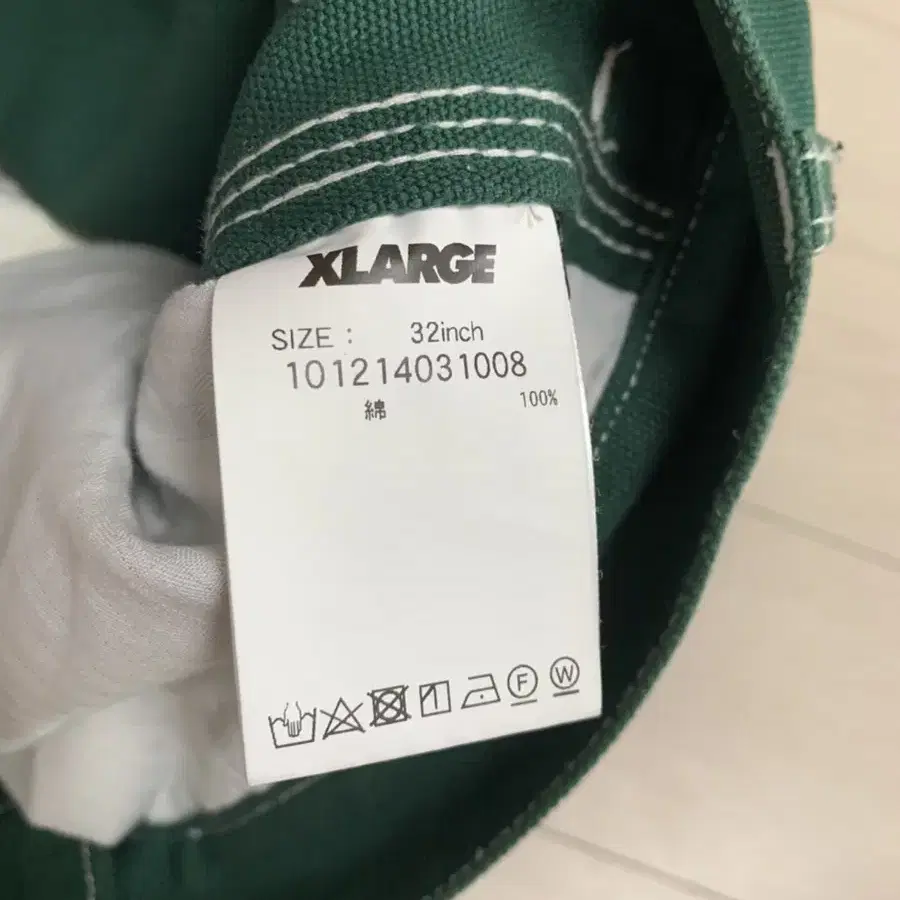 XLARGE
SIZE : 32inch
101214031008
綿 100%
F W